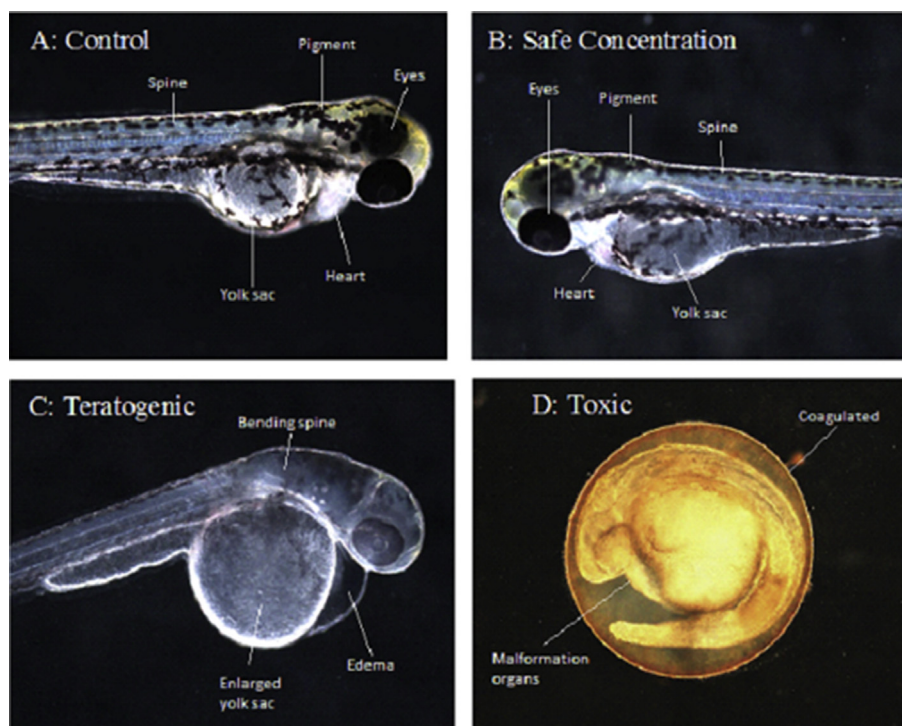 A: Control
Pigment
Eyes
Spine
Heart
Yolk sac
B: Safe Concentration
Eyes
Pigment
Spine
Heart
Yolk sac
C: Teratogenic
Bending spine
Edema
Enlarged
yolk sac
D: Toxic
Coagulated
Malformation
organs